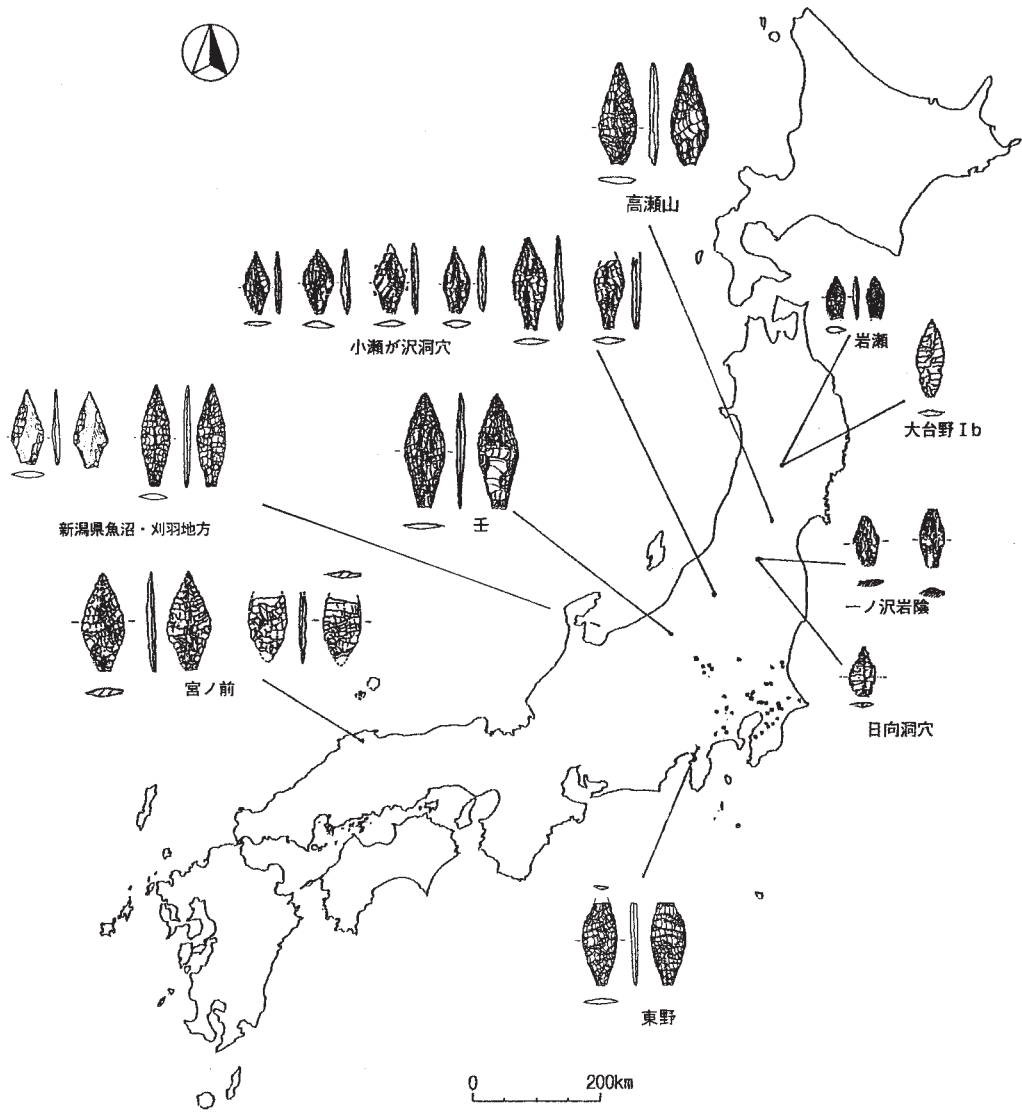 高瀬山
小瀬が沢洞穴
岩瀬
大台野Ⅰb
新潟県魚沼・刈羽地方
壬
一ノ沢岩陰
宮ノ前
日向洞穴
東野
0 200km